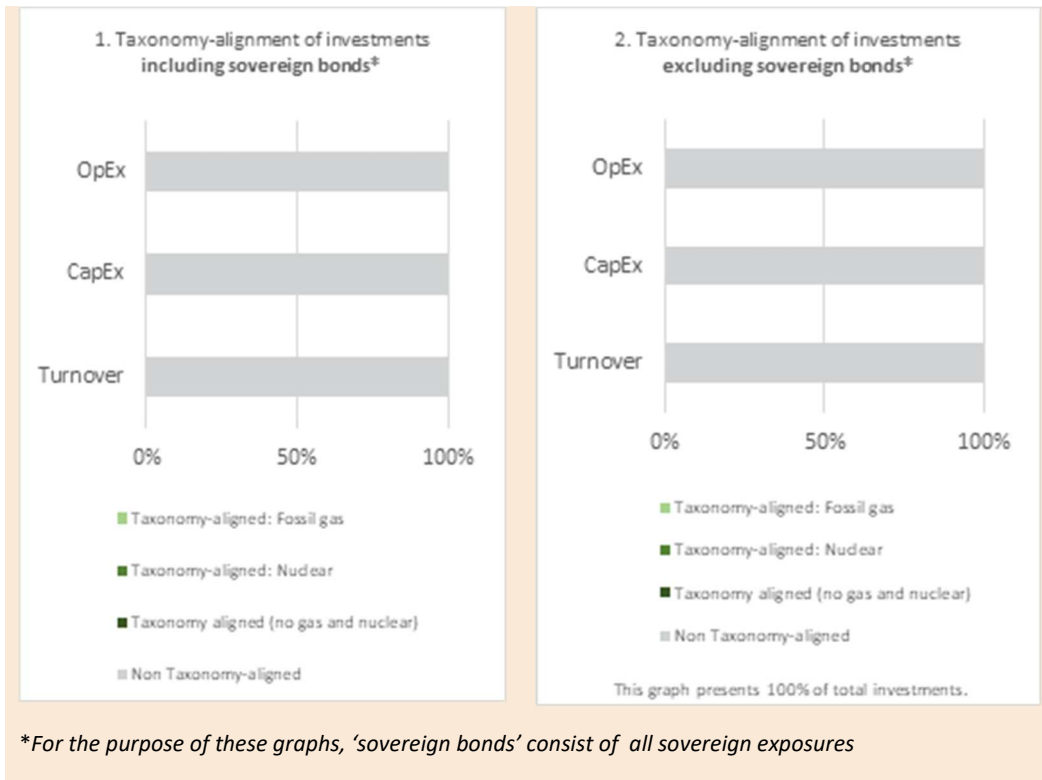 1. Taxonomy-alignment of investments
including sovereign bonds*
OpEx
CapEx
Turnover
0% 50% 100%
Taxonomy-aligned: Fossil gas
Taxonomy-aligned: Nuclear
Taxonomy aligned (no gas and nuclear)
Non Taxonomy-aligned
2. Taxonomy-alignment of investments
excluding sovereign bonds*
OpEx
CapEx
Turnover
0% 50% 100%
Taxonomy-aligned: Fossil gas
Taxonomy-aligned: Nuclear
Taxonomy aligned (no gas and nuclear)
Non Taxonomy-aligned
This graph presents 100% of total investments.
*For the purpose of these graphs, ‘sovereign bonds’ consist of all sovereign exposures